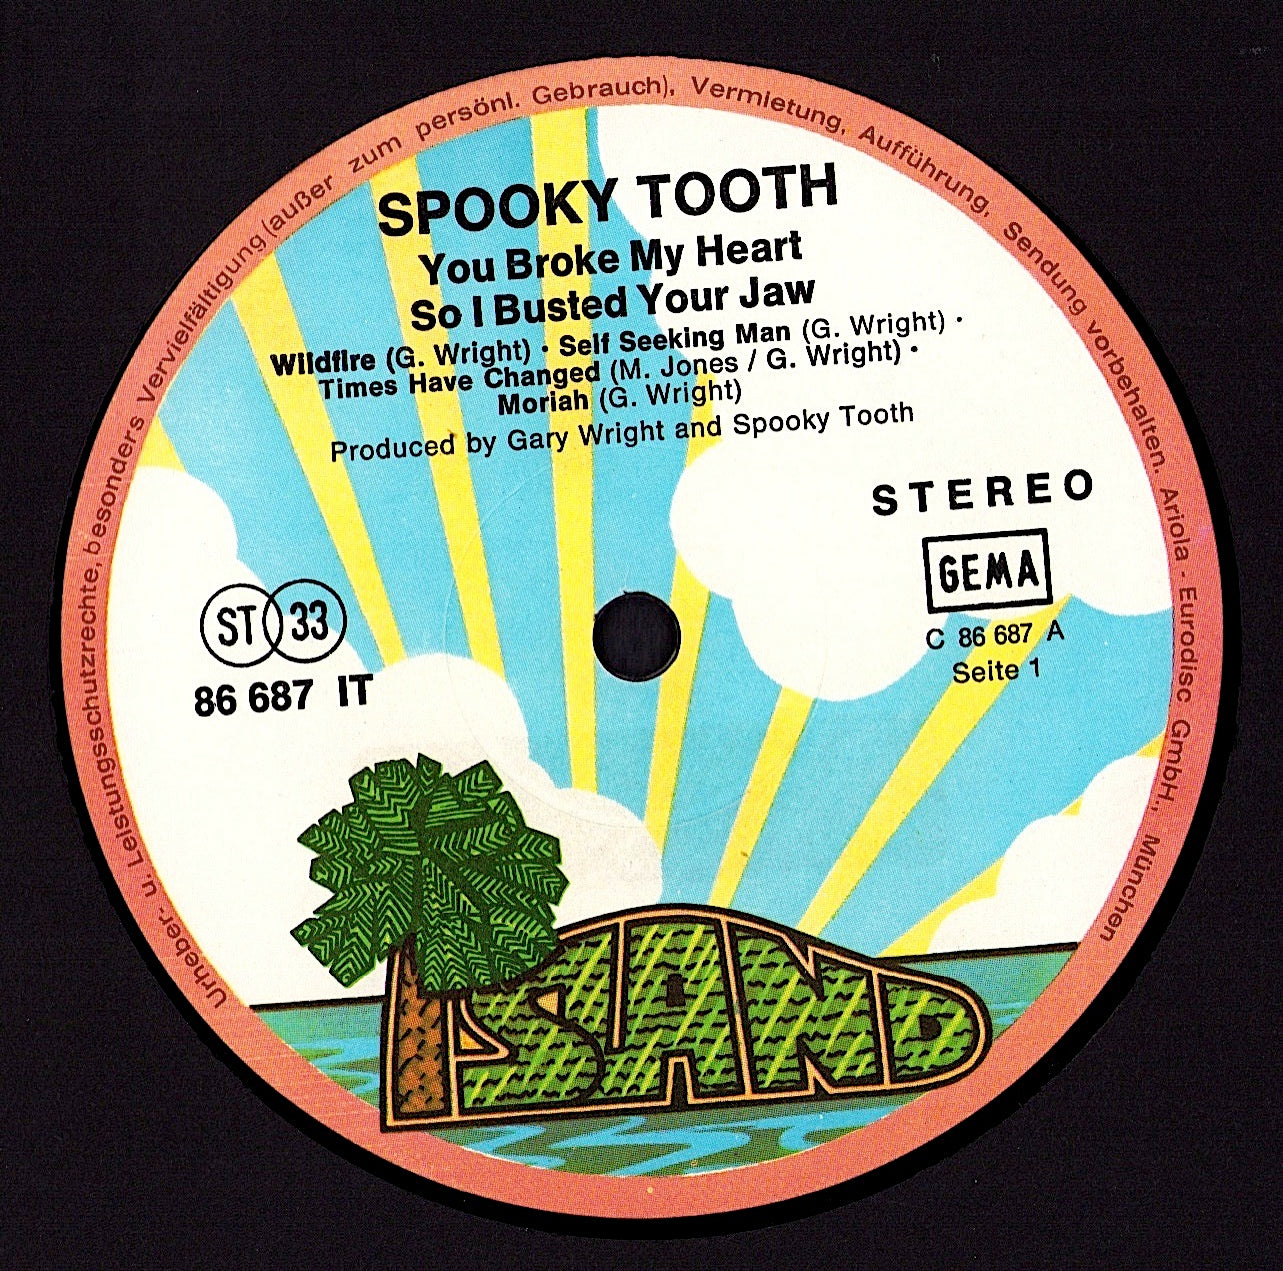 Urheber- u. Leistungsschutzrechte, besonders Vervielfältigung (außer zum persönl. Gebrauch), Vermietung, Aufführung, Sendung vorbehalten. Ariola - Eurodisc GmbH., München
SPOOKY TOOTH
You Broke My Heart
So I Busted Your Jaw
Wildfire (G. Wright) • Self Seeking Man (G. Wright) •
Times Have Changed (M. Jones / G. Wright) •
Moriah (G. Wright)
Produced by Gary Wright and Spooky Tooth
STEREO
GEMA
ST 33
C 86 687 A
Seite 1
86 687 IT
ISLAND